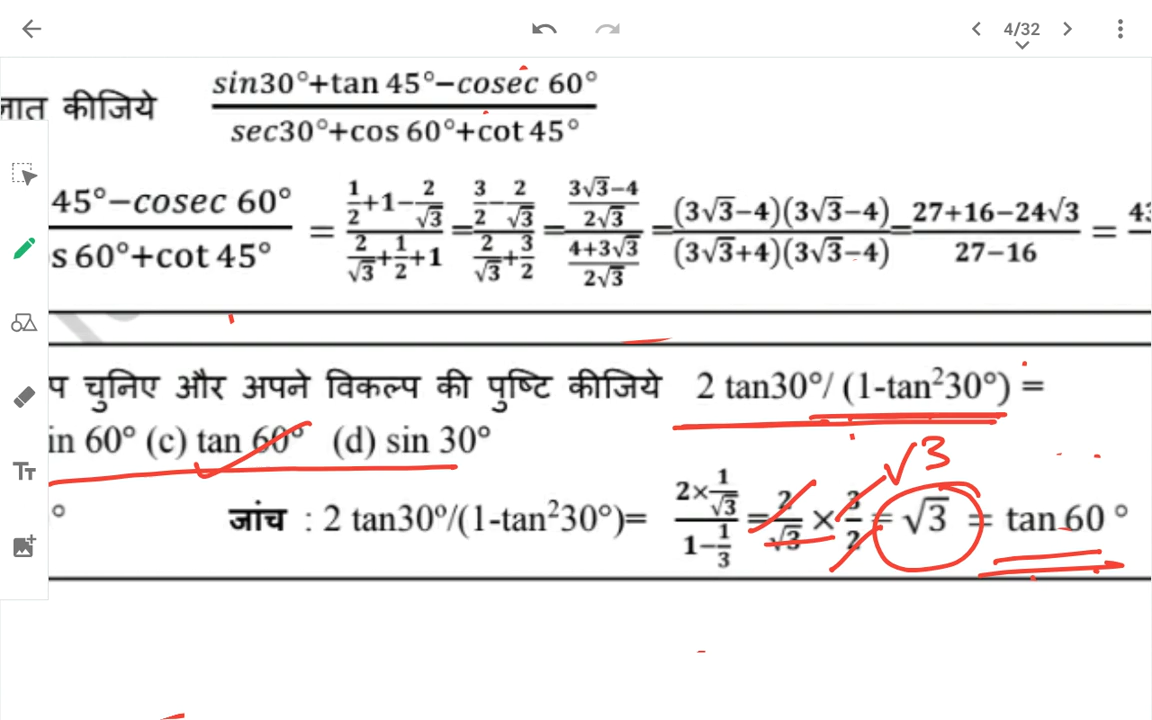 4/32
ात कीजिये sin30°+tan 45°−cosec 60° / sec30°+cos 60°+cot 45°
45°−cosec 60° / s 60°+cot 45° = (1/2+1−2/√3) / (2/√3+1/2+1) = (3/2−2/√3) / (2/√3+3/2) = ((3√3−4)/2√3) / ((4+3√3)/2√3) = (3√3−4)(3√3−4) / (3√3+4)(3√3−4) = 27+16−24√3 / 27−16 = 43
प चुनिए और अपने विकल्प की पुष्टि कीजिये 2 tan30°/ (1-tan²30°) =
in 60° (c) tan 60° (d) sin 30°
√3
° जांच : 2 tan30°/(1-tan²30°)= (2×1/√3) / (1−1/3) = 2/√3 × 3/2 = √3 = tan 60 °
Tт